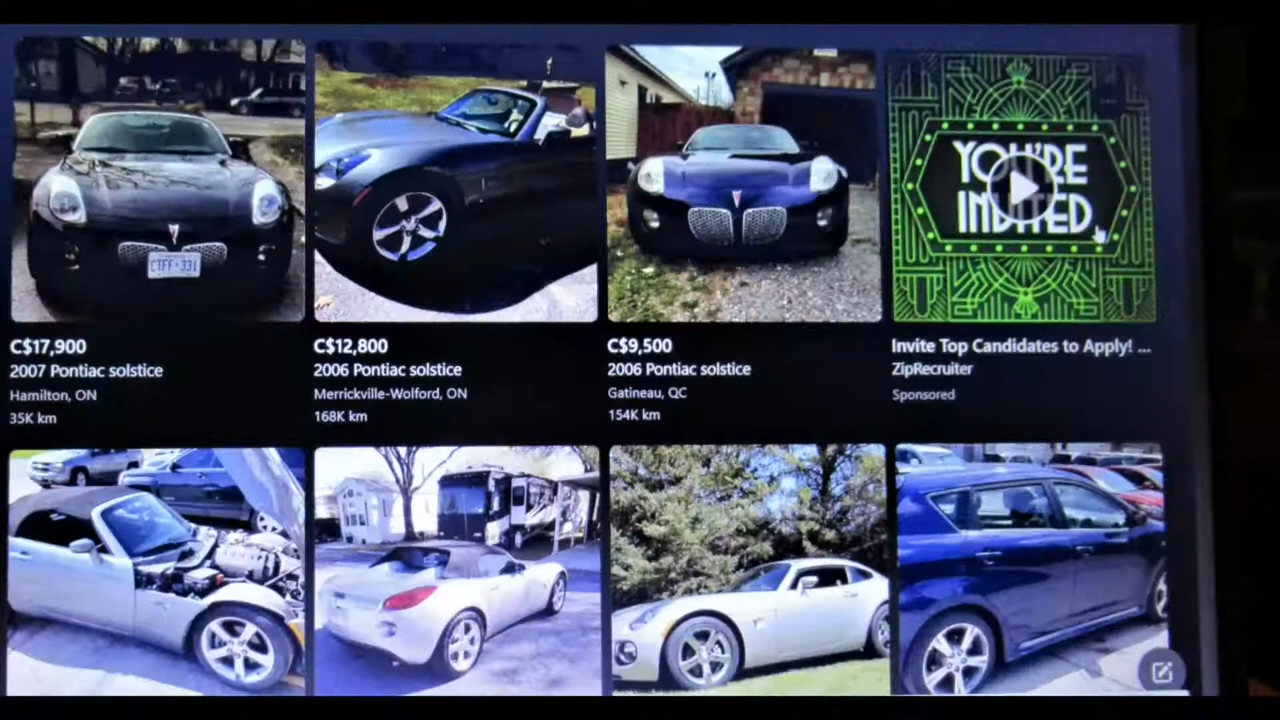 CTFF·331
YOU'RE
INVITED
C$17,900
2007 Pontiac solstice
Hamilton, ON
35K km
C$12,800
2006 Pontiac solstice
Merrickville-Wolford, ON
168K km
C$9,500
2006 Pontiac solstice
Gatineau, QC
154K km
Invite Top Candidates to Apply! ...
ZipRecruiter
Sponsored